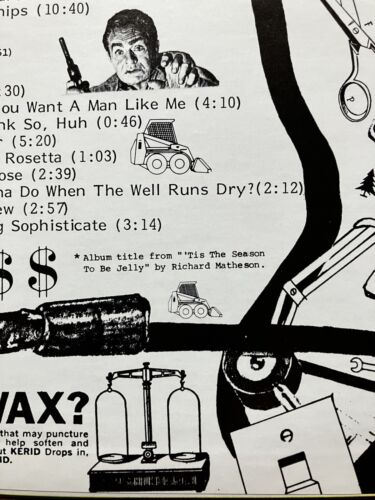 hips (10:40)
51)
:30)
ou Want A Man Like Me (4:10)
nk So, Huh (0:46)
r (5:20)
Rosetta (1:03)
ose (2:39)
na Do When The Well Runs Dry?(2:12)
ew (2:57)
g Sophisticate (3:14)
$ $
* Album title from "'Tis The Season
To Be Jelly" by Richard Matheson.
WAX?
that may puncture
help soften and
ut KERID Drops in,
ID.